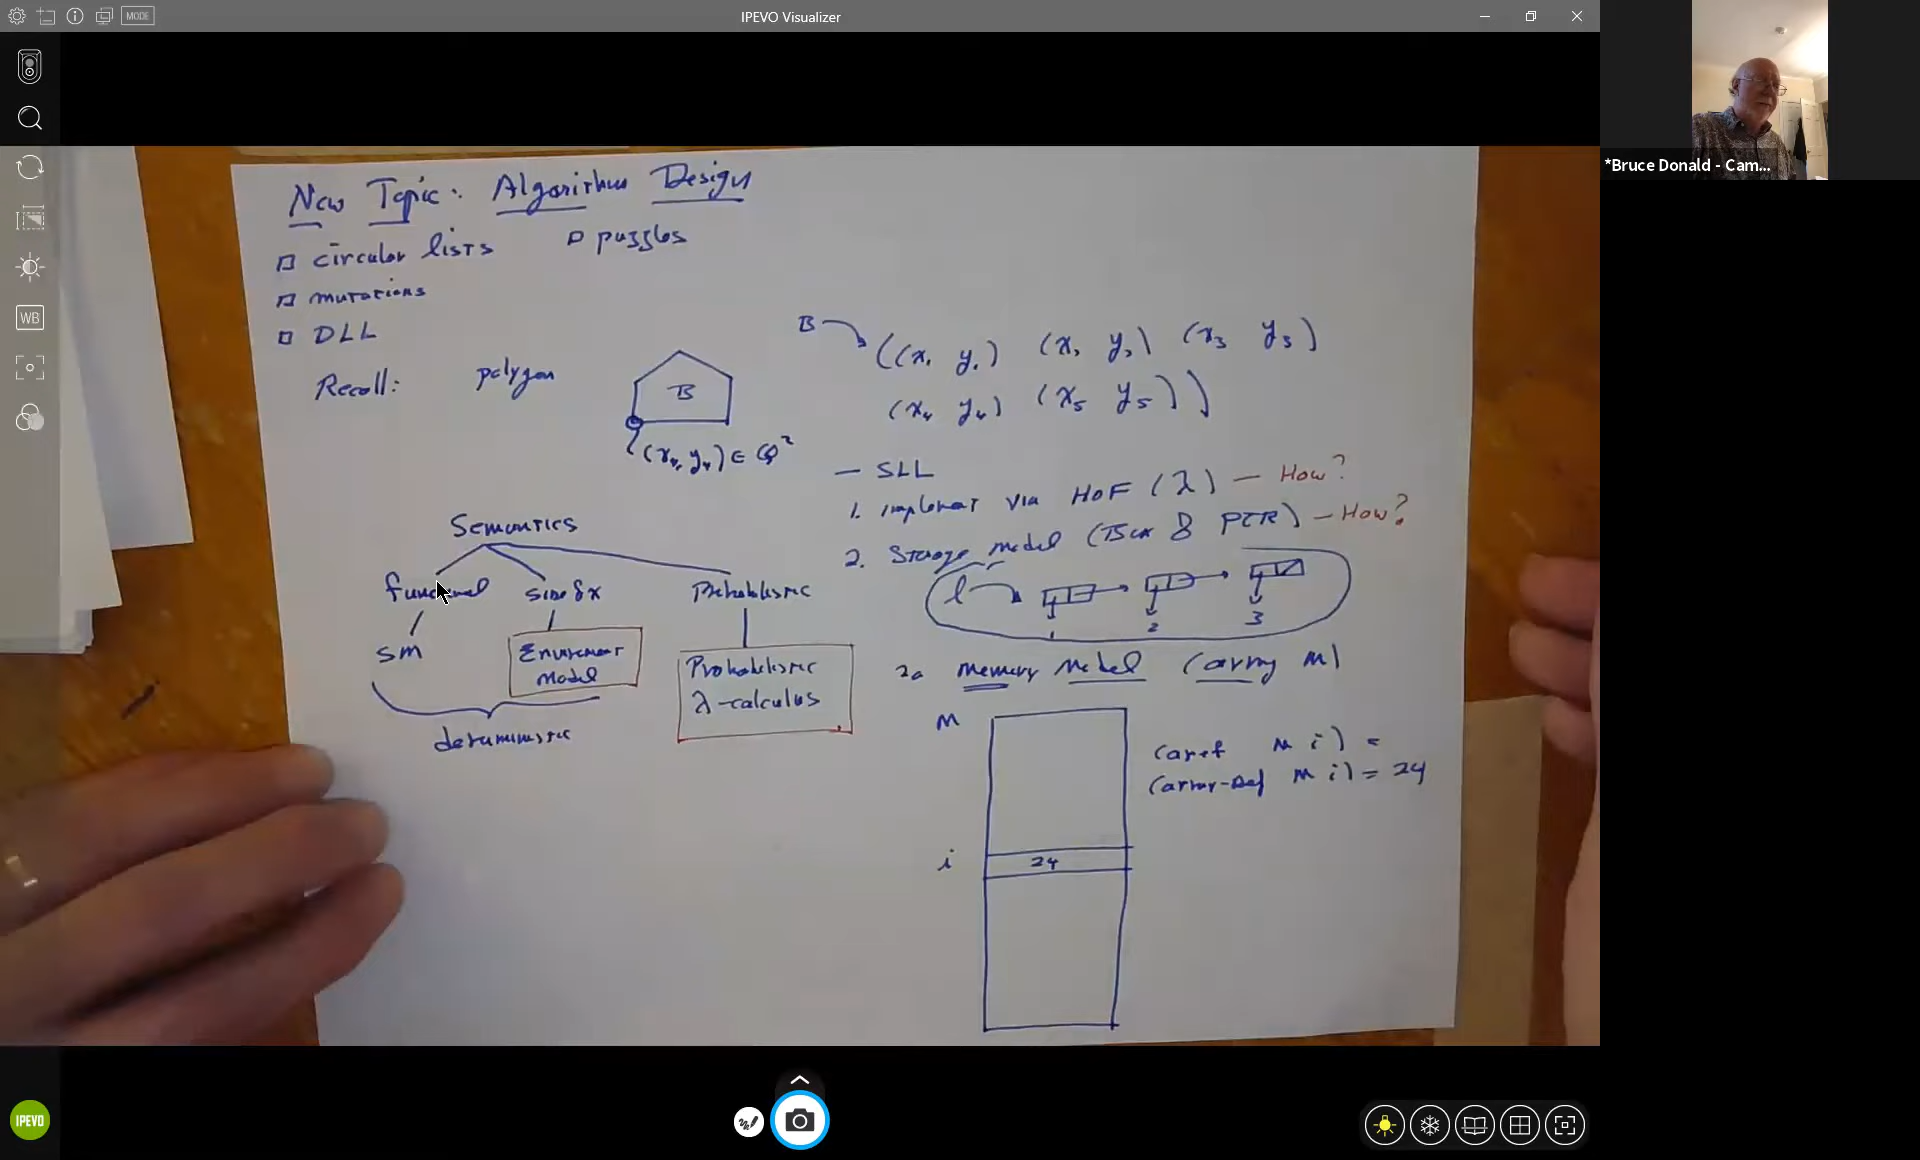 MODE
IPEVO Visualizer
*Bruce Donald - Cam...
WB
New Topic: Algorithm Design
□ circular lists □ puzzles
□ mutations
□ DLL
Recall: polygon
B
(x₄, y₄) ∈ Q²
B
((x₁ y₁) (x₂ y₂) (x₃ y₃)
(x₄ y₄) (x₅ y₅))
— SLL
1. implement via HOF (λ) — How?
2. Storage model (Box & PTR) — How?
l
1 2 3
Semantics
functional side fx Probabilistic
SM
Environment
Model
Probabilistic
λ-calculus
deterministic
2a Memory Model (array M)
M
(aref M i) =
(array-ref M i) = 24
i
24
IPEVO